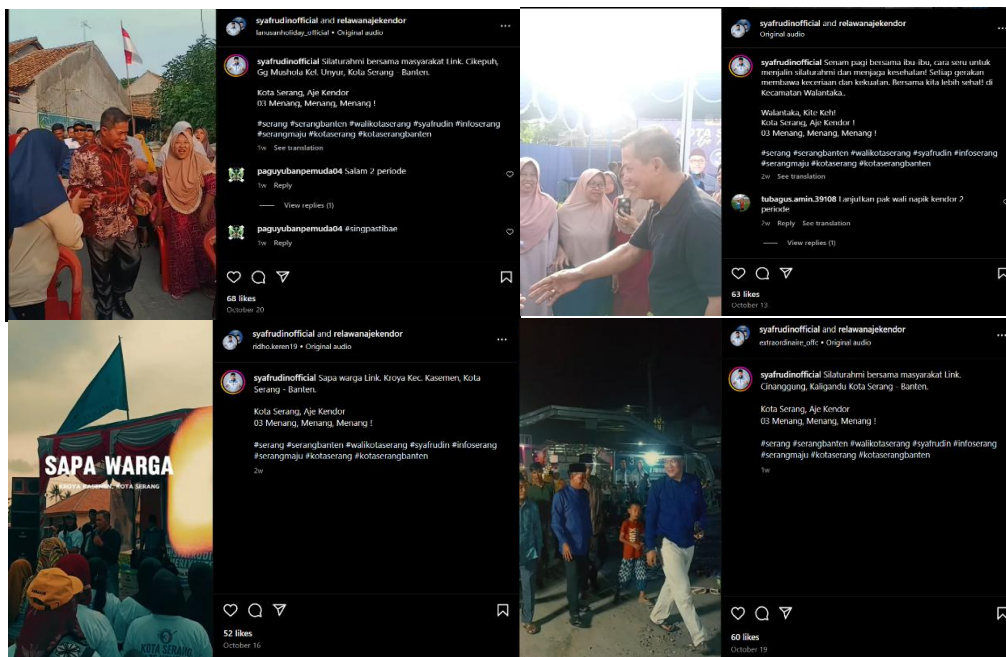 syafrudinofficial and relawanajekendor
lanusanholiday_official • Original audio
syafrudinofficial Silaturahmi bersama masyarakat Link. Cikepuh,
Gg Mushola Kel. Unyur, Kota Serang - Banten.
Kota Serang, Aje Kendor
03 Menang, Menang, Menang !
#serang #serangbanten #walikotaserang #syafrudin #infoserang
#serangmaju #kotaserang #kotaserangbanten
1w See translation
paguyubanpemuda04 Salam 2 periode
1w Reply
View replies (1)
paguyubanpemuda04 #singpastibae
1w Reply
68 likes
October 20
syafrudinofficial and relawanajekendor
Original audio
syafrudinofficial Senam pagi bersama ibu-ibu, cara seru untuk
menjalin silaturahmi dan menjaga kesehatan! Setiap gerakan
membawa keceriaan dan kekuatan. Bersama kita lebih sehat! di
Kecamatan Walantaka..
Walantaka, Kite Keh!
Kota Serang, Aje Kendor !
03 Menang, Menang, Menang !
#serang #serangbanten #walikotaserang #syafrudin #infoserang
#serangmaju #kotaserang #kotaserangbanten
2w See translation
tubagus.amin.39108 Lanjutkan pak wali napik kendor 2
periode
2w Reply See translation
View replies (1)
63 likes
October 13
SAPA WARGA
KROYA KASEMEN, KOTA SERANG
KOTA SERANG
syafrudinofficial and relawanajekendor
ridho.keren19 • Original audio
syafrudinofficial Sapa warga Link. Kroya Kec. Kasemen, Kota
Serang - Banten.
Kota Serang, Aje Kendor
03 Menang, Menang, Menang !
#serang #serangbanten #walikotaserang #syafrudin #infoserang
#serangmaju #kotaserang #kotaserangbanten
2w
52 likes
October 16
syafrudinofficial and relawanajekendor
extraordinaire_offc • Original audio
syafrudinofficial Silaturahmi bersama masyarakat Link.
Cinanggung, Kaligandu Kota Serang - Banten.
Kota Serang, Aje Kendor
03 Menang, Menang, Menang !
#serang #serangbanten #walikotaserang #syafrudin #infoserang
#serangmaju #kotaserang #kotaserangbanten
1w
60 likes
October 19